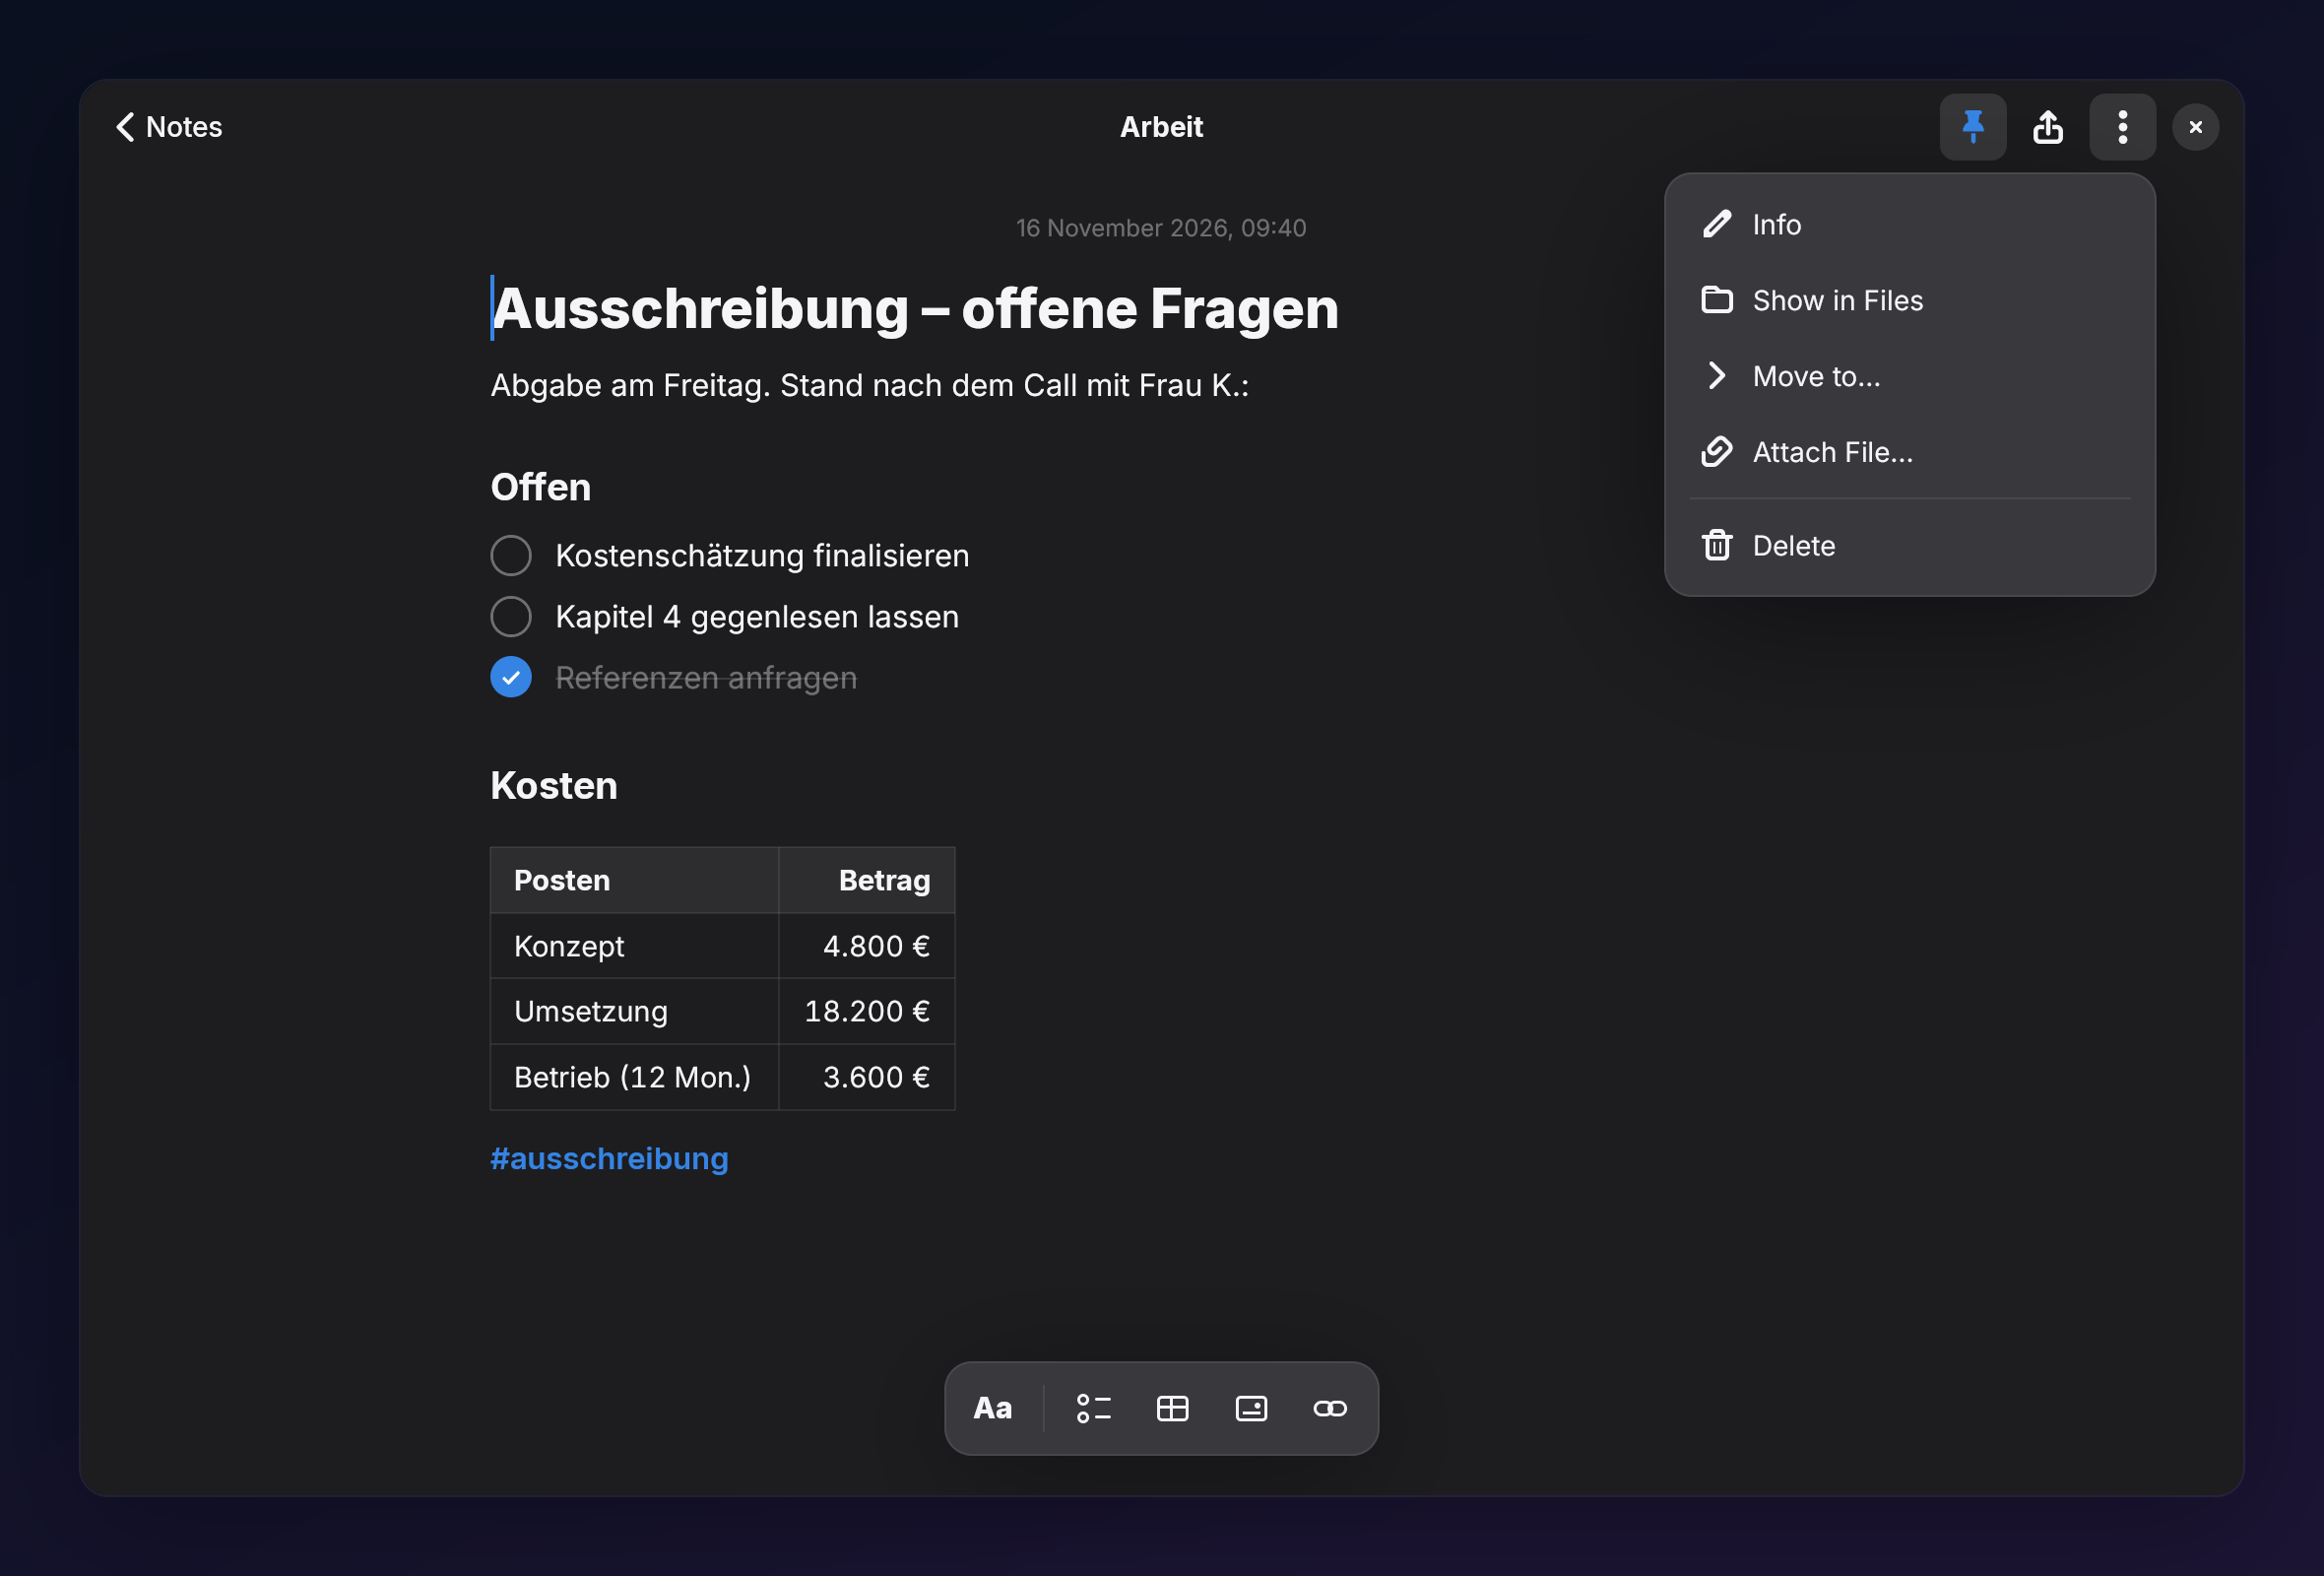 Notes
Arbeit
16 November 2026, 09:40
Ausschreibung – offene Fragen
Abgabe am Freitag. Stand nach dem Call mit Frau K.:
Offen
Kostenschätzung finalisieren
Kapitel 4 gegenlesen lassen
Referenzen anfragen
Kosten
Posten Betrag
Konzept 4.800 €
Umsetzung 18.200 €
Betrieb (12 Mon.) 3.600 €
#ausschreibung
Info
Show in Files
Move to...
Attach File...
Delete
Aa